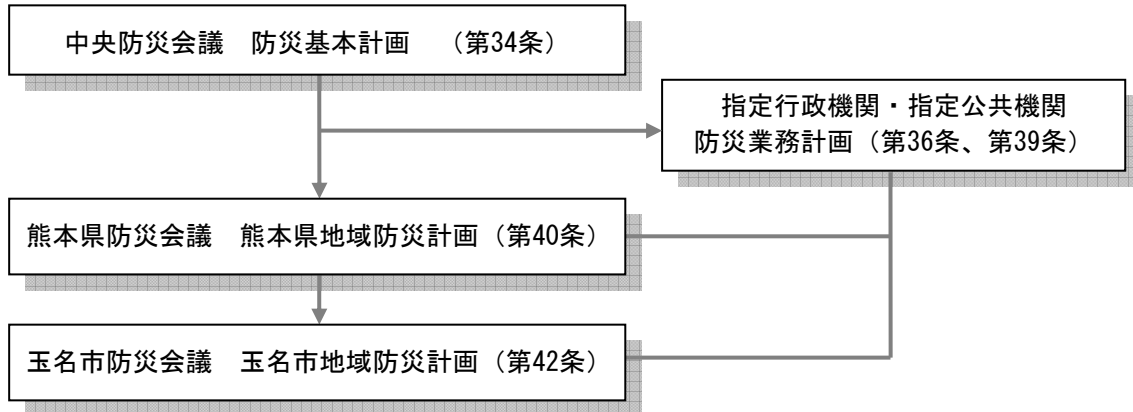 中央防災会議　防災基本計画　（第34条）
指定行政機関・指定公共機関
防災業務計画（第36条、第39条）
熊本県防災会議　熊本県地域防災計画（第40条）
玉名市防災会議　玉名市地域防災計画（第42条）